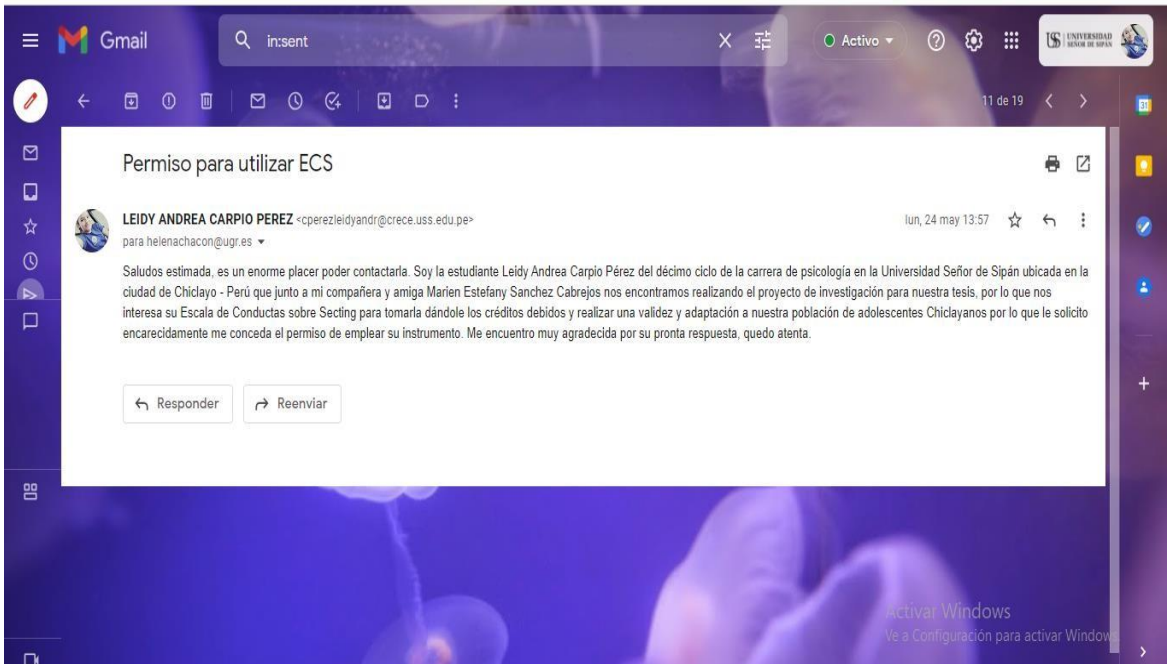 Gmail
in:sent
Activo
US UNIVERSIDAD
SEÑOR DE SIPÁN
11 de 19
31
Permiso para utilizar ECS
LEIDY ANDREA CARPIO PEREZ <cperezleidyandr@crece.uss.edu.pe>
lun, 24 may 13:57
para helenachacon@ugr.es
Saludos estimada, es un enorme placer poder contactarla. Soy la estudiante Leidy Andrea Carpio Pérez del décimo ciclo de la carrera de psicología en la Universidad Señor de Sipán ubicada en la
ciudad de Chiclayo - Perú que junto a mi compañera y amiga Marien Estefany Sanchez Cabrejos nos encontramos realizando el proyecto de investigación para nuestra tesis, por lo que nos
interesa su Escala de Conductas sobre Secting para tomarla dándole los créditos debidos y realizar una validez y adaptación a nuestra población de adolescentes Chiclayanos por lo que le solicito
encarecidamente me conceda el permiso de emplear su instrumento. Me encuentro muy agradecida por su pronta respuesta, quedo atenta.
Responder
Reenviar
Activar Windows
Ve a Configuración para activar Windows.